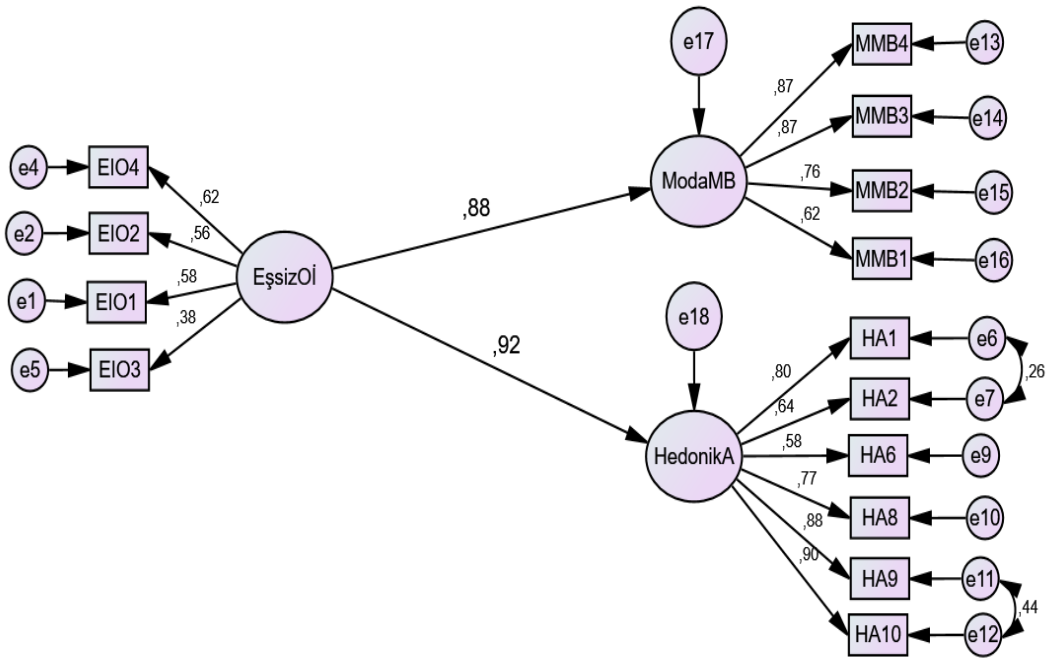 e17
MMB4
e13
,87
MMB3
e14
,87
ModaMB
MMB2
e15
,76
MMB1
e16
,62
e4
EIO4
,62
e2
EIO2
,56
e1
EIO1
,58
e5
EIO3
,38
EşsizOİ
,88
,92
e18
HedonikA
HA1
e6
,80
,26
HA2
e7
,64
HA6
e9
,58
HA8
e10
,77
HA9
e11
,88
,44
HA10
e12
,90